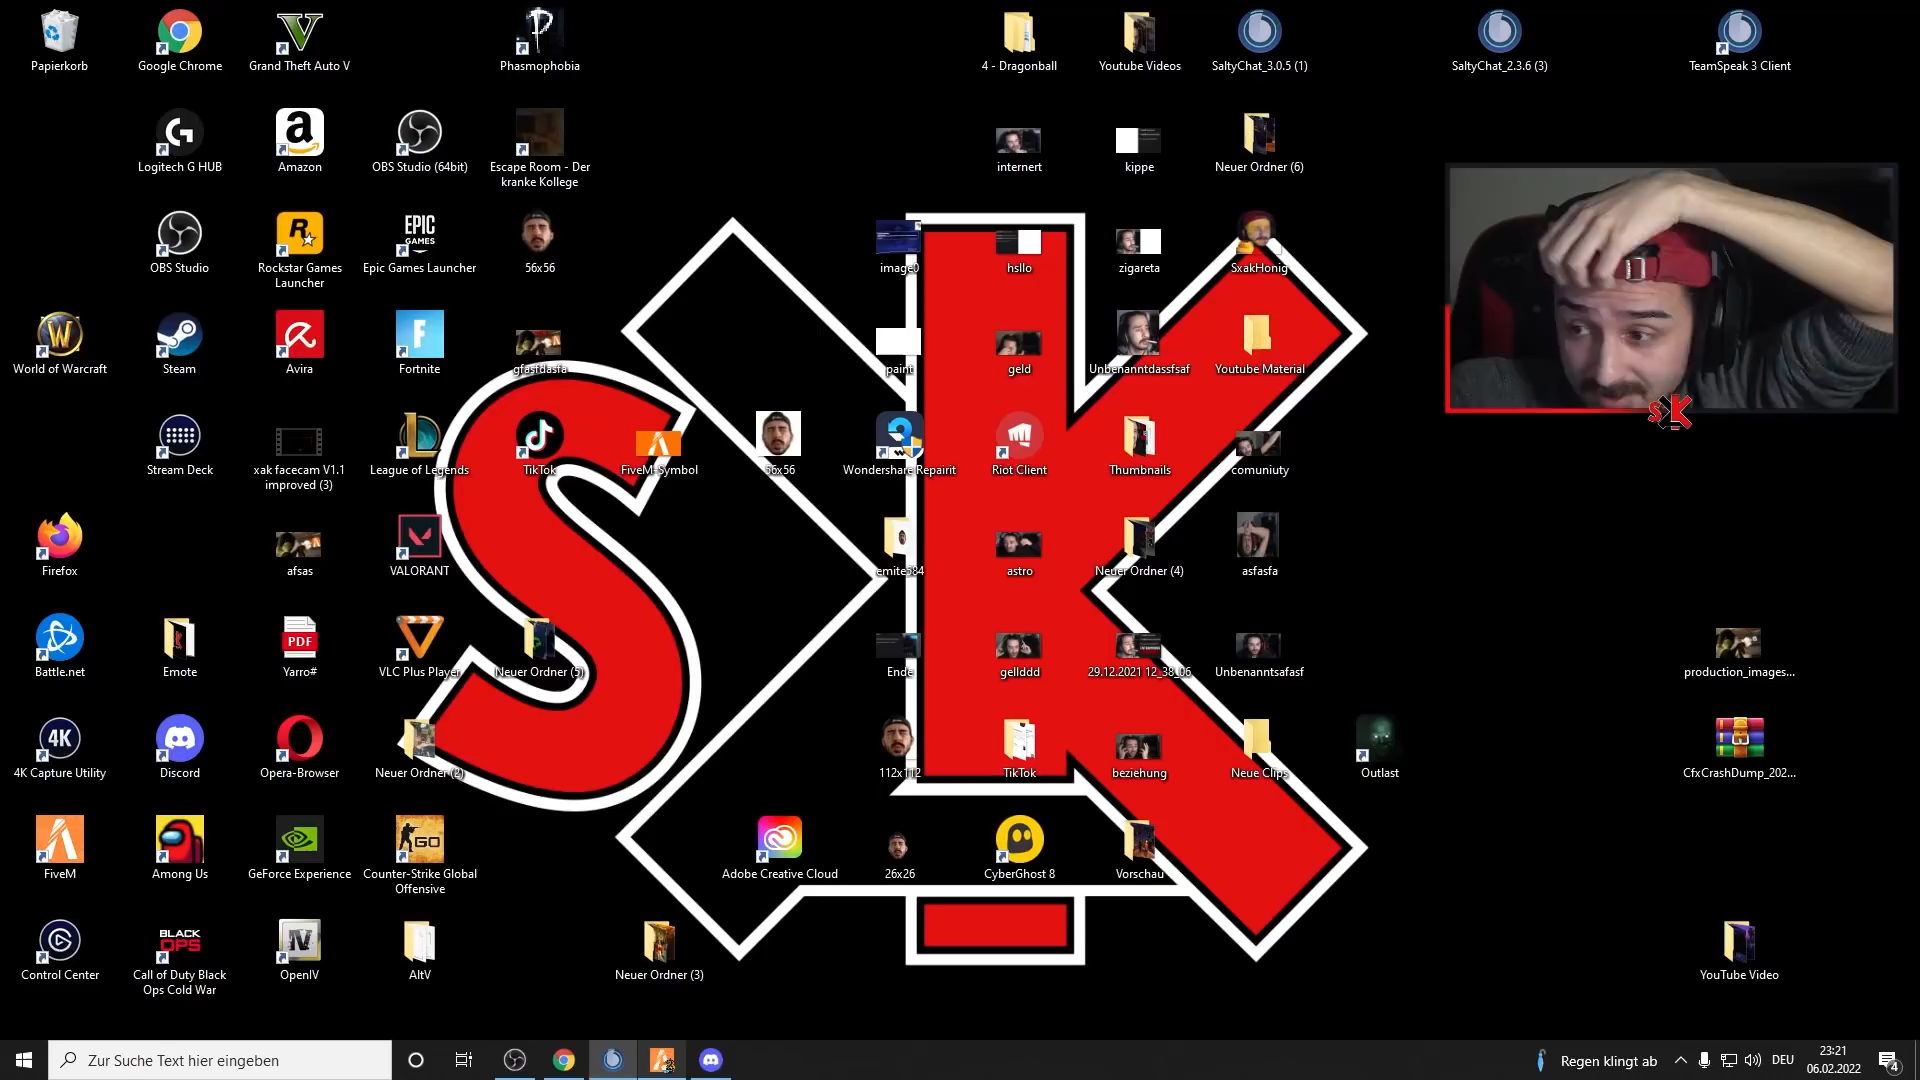 Papierkorb
Google Chrome
Grand Theft Auto V
Phasmophobia
4 - Dragonball
Youtube Videos
SaltyChat_3.0.5 (1)
SaltyChat_2.3.6 (3)
TeamSpeak 3 Client
Logitech G HUB
Amazon
OBS Studio (64bit)
Escape Room - Der
kranke Kollege
internert
kippe
Neuer Ordner (6)
OBS Studio
Rockstar Games
Launcher
EPIC
GAMES
Epic Games Launcher
56x56
image0
hsllo
zigareta
SxakHonig
World of Warcraft
Steam
Avira
Fortnite
gfasfdasfa
paint
geld
Unbenanntdassfsaf
Youtube Material
Stream Deck
xak facecam V1.1
improved (3)
League of Legends
TikTok
FiveM-Symbol
56x56
Wondershare Repairit
Riot Client
Thumbnails
comuniuty
Firefox
afsas
VALORANT
emite584
astro
Neuer Ordner (4)
asfasfa
Battle.net
Emote
PDF
Yarro#
VLC Plus Player
Neuer Ordner (5)
Ende
gellddd
29.12.2021 12_38_06
Unbenanntsafasf
production_images...
4K
4K Capture Utility
Discord
Opera-Browser
Neuer Ordner (2)
112x112
TikTok
beziehung
Neue Clips
Outlast
CfxCrashDump_202...
FiveM
Among Us
GeForce Experience
GO
Counter-Strike Global
Offensive
Adobe Creative Cloud
26x26
CyberGhost 8
Vorschau
Control Center
BLACK
OPS
Call of Duty Black
Ops Cold War
OpenIV
AltV
Neuer Ordner (3)
YouTube Video
SXK
Zur Suche Text hier eingeben
Regen klingt ab
DEU
23:21
06.02.2022
4